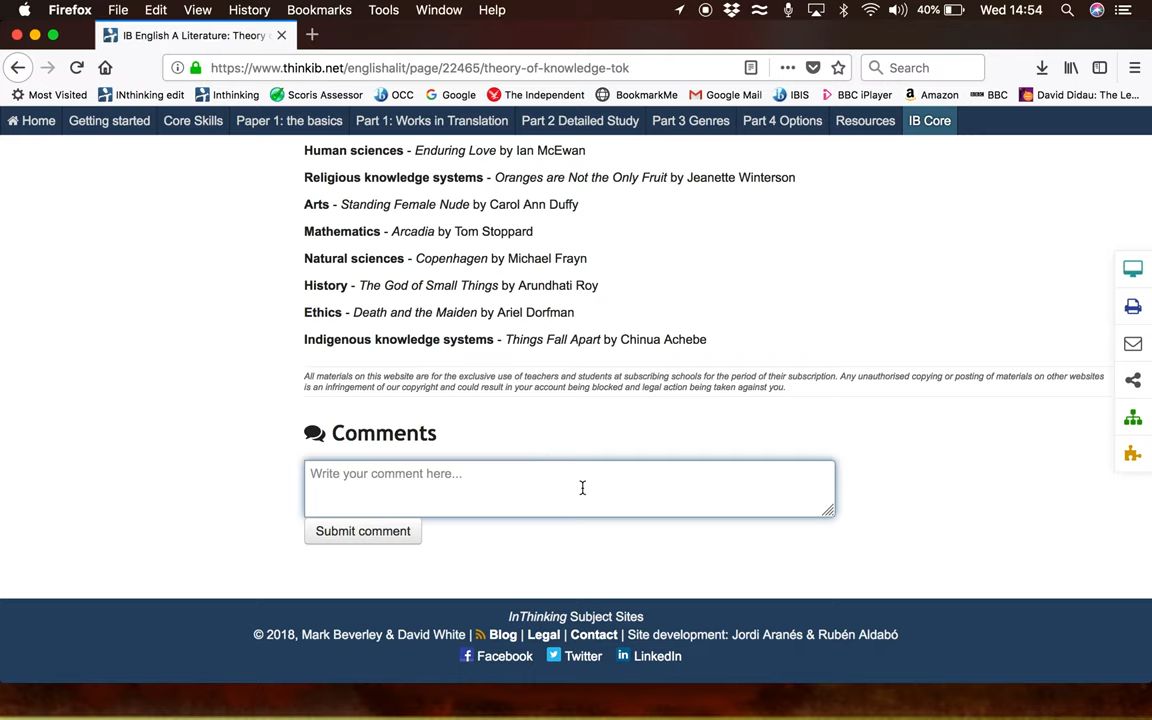 Firefox File Edit View History Bookmarks Tools Window Help 40% Wed 14:54
IB English A Literature: Theory
https://www.thinkib.net/englishalit/page/22465/theory-of-knowledge-tok Search
Most Visited INthinking edit Inthinking Scoris Assessor OCC Google The Independent BookmarkMe Google Mail IBIS BBC iPlayer Amazon BBC David Didau: The Le...
Home Getting started Core Skills Paper 1: the basics Part 1: Works in Translation Part 2 Detailed Study Part 3 Genres Part 4 Options Resources IB Core
Human sciences - Enduring Love by Ian McEwan
Religious knowledge systems - Oranges are Not the Only Fruit by Jeanette Winterson
Arts - Standing Female Nude by Carol Ann Duffy
Mathematics - Arcadia by Tom Stoppard
Natural sciences - Copenhagen by Michael Frayn
History - The God of Small Things by Arundhati Roy
Ethics - Death and the Maiden by Ariel Dorfman
Indigenous knowledge systems - Things Fall Apart by Chinua Achebe
All materials on this website are for the exclusive use of teachers and students at subscribing schools for the period of their subscription. Any unauthorised copying or posting of materials on other websites
is an infringement of our copyright and could result in your account being blocked and legal action being taken against you.
Comments
Write your comment here...
Submit comment
InThinking Subject Sites
© 2018, Mark Beverley & David White | Blog | Legal | Contact | Site development: Jordi Aranés & Rubén Aldabó
Facebook Twitter LinkedIn